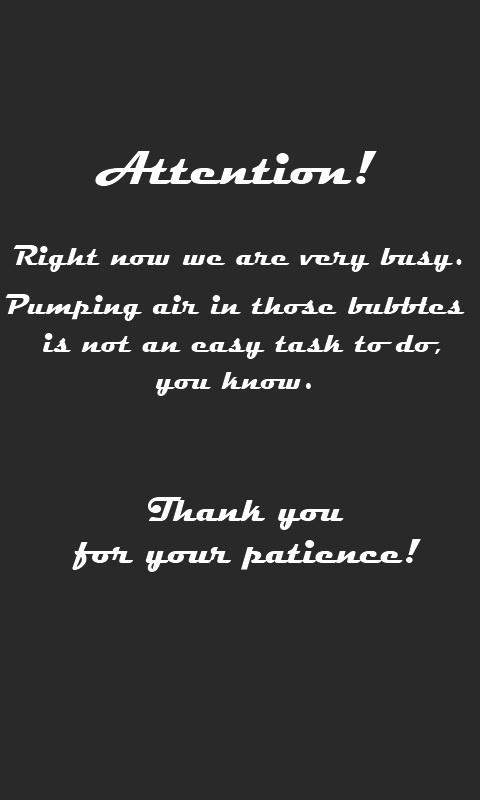 Attention!
Right now we are very busy.
Pumping air in those bubbles
is not an easy task to do,
you know.
Thank you
for your patience!